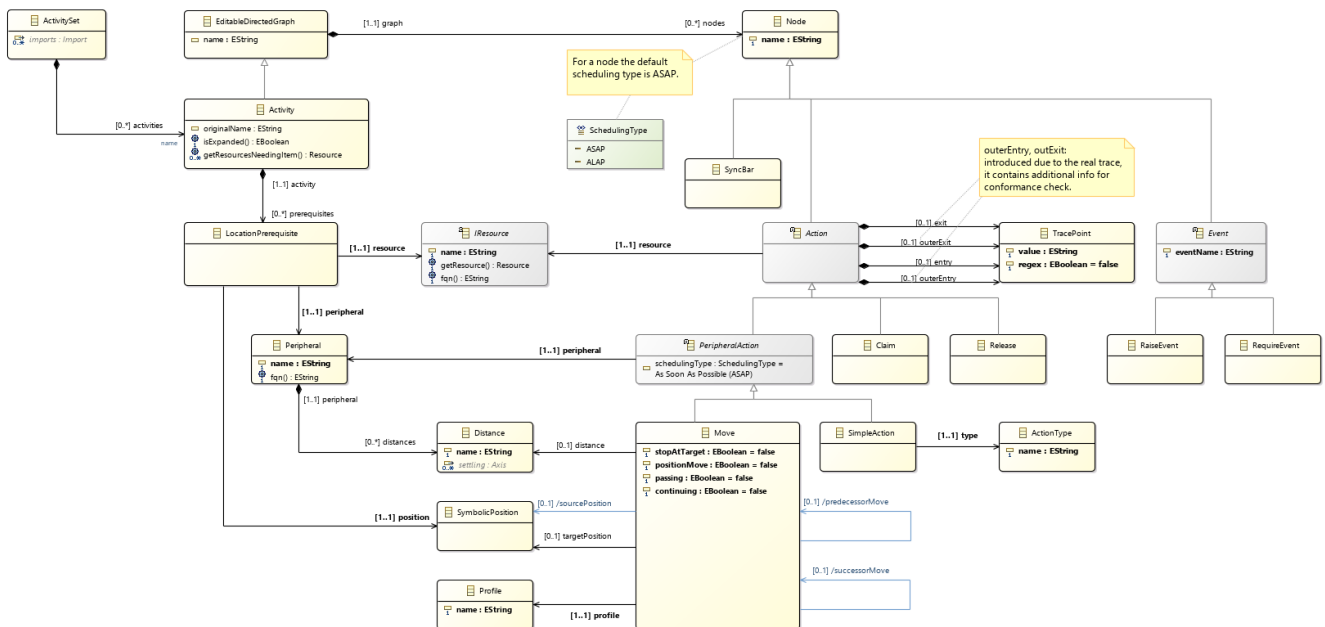 ActivitySet
imports : Import
0..*
EditableDirectedGraph
name : EString
[1..1] graph
[0..*] nodes
Node
name : EString
For a node the default
scheduling type is ASAP.
SchedulingType
ASAP
ALAP
[0..*] activities
name
Activity
originalName : EString
isExpanded() : EBoolean
getResourcesNeedingItem() : Resource
0..*
[1..1] activity
[0..*] prerequisites
SyncBar
outerEntry, outExit:
introduced due to the real trace,
it contains additional info for
conformance check.
LocationPrerequisite
[1..1] resource
IResource
name : EString
getResource() : Resource
fqn() : EString
[1..1] resource
Action
[0..1] exit
[0..1] outerExit
[0..1] entry
[0..1] outerEntry
TracePoint
value : EString
regex : EBoolean = false
Event
eventName : EString
[1..1] peripheral
Peripheral
name : EString
fqn() : EString
[1..1] peripheral
[1..1] peripheral
PeripheralAction
schedulingType : SchedulingType =
As Soon As Possible (ASAP)
Claim
Release
RaiseEvent
RequireEvent
[0..*] distances
Distance
name : EString
settling : Axis
0..*
[0..1] distance
Move
stopAtTarget : EBoolean = false
positionMove : EBoolean = false
passing : EBoolean = false
continuing : EBoolean = false
SimpleAction
[1..1] type
ActionType
name : EString
[1..1] position
SymbolicPosition
[0..1] /sourcePosition
[0..1] targetPosition
[0..1] /predecessorMove
[0..1] /successorMove
Profile
name : EString
[1..1] profile